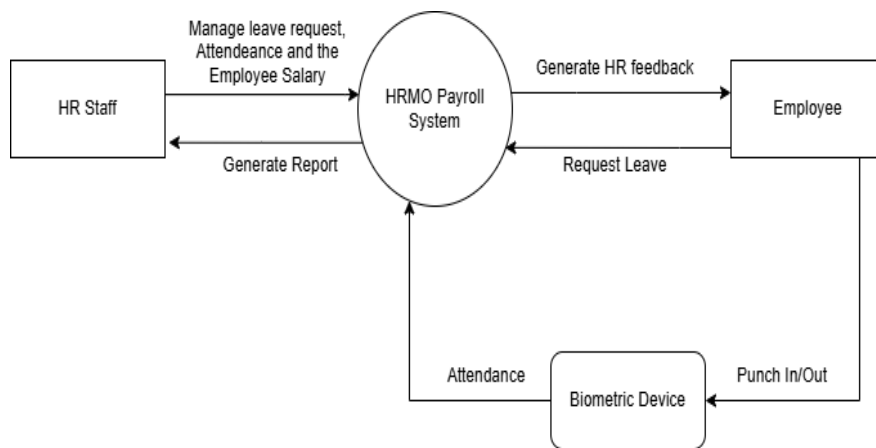 Manage leave request,
Attendeance and the
Employee Salary
HR Staff
Generate Report
HRMO Payroll
System
Generate HR feedback
Employee
Request Leave
Attendance
Biometric Device
Punch In/Out